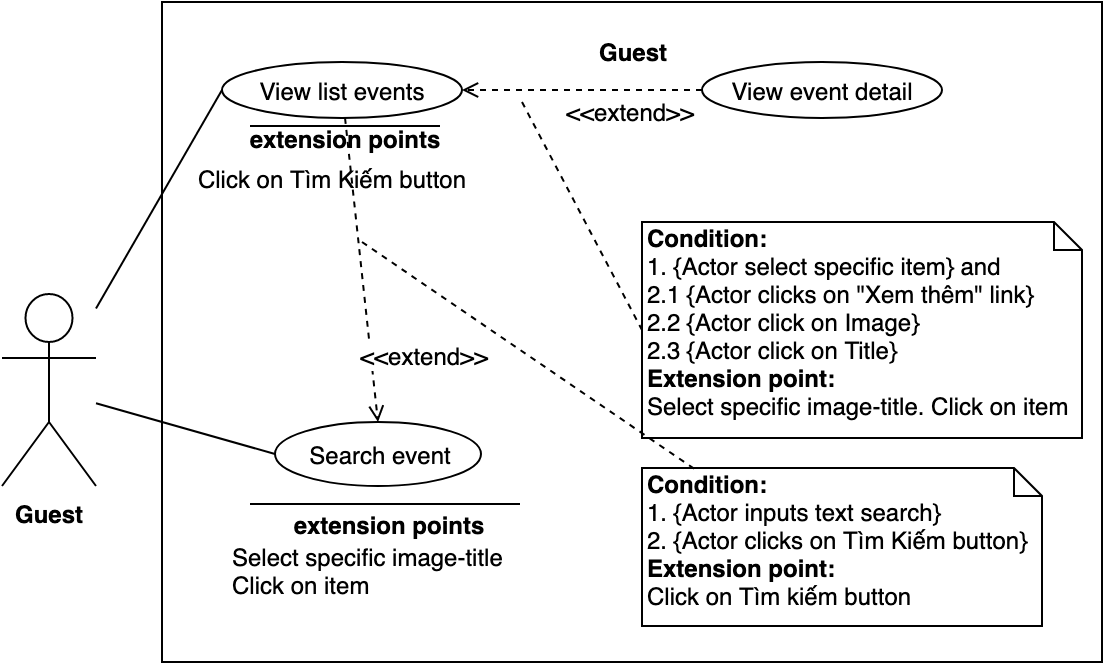 Guest
View list events
View event detail
<<extend>>
extension points
Click on Tìm Kiếm button
Condition:
1. {Actor select specific item} and
2.1 {Actor clicks on "Xem thêm" link}
2.2 {Actor click on Image}
2.3 {Actor click on Title}
Extension point:
Select specific image-title. Click on item
<<extend>>
Search event
Guest
extension points
Select specific image-title
Click on item
Condition:
1. {Actor inputs text search}
2. {Actor clicks on Tìm Kiếm button}
Extension point:
Click on Tìm kiếm button